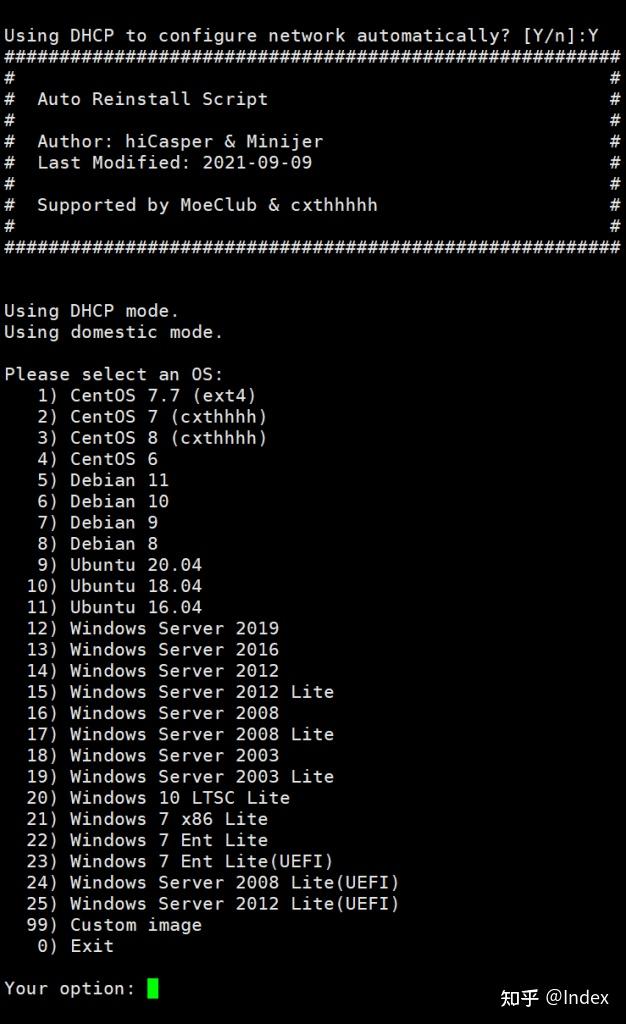 Using DHCP to configure network automatically? [Y/n]:Y
########################################################
#                                                      #
#  Auto Reinstall Script                               #
#                                                      #
#  Author: hiCasper & Minijer                          #
#  Last Modified: 2021-09-09                           #
#                                                      #
#  Supported by MoeClub & cxthhhhh                     #
#                                                      #
########################################################
Using DHCP mode.
Using domestic mode.
Please select an OS:
   1) CentOS 7.7 (ext4)
   2) CentOS 7 (cxthhhh)
   3) CentOS 8 (cxthhhh)
   4) CentOS 6
   5) Debian 11
   6) Debian 10
   7) Debian 9
   8) Debian 8
   9) Ubuntu 20.04
  10) Ubuntu 18.04
  11) Ubuntu 16.04
  12) Windows Server 2019
  13) Windows Server 2016
  14) Windows Server 2012
  15) Windows Server 2012 Lite
  16) Windows Server 2008
  17) Windows Server 2008 Lite
  18) Windows Server 2003
  19) Windows Server 2003 Lite
  20) Windows 10 LTSC Lite
  21) Windows 7 x86 Lite
  22) Windows 7 Ent Lite
  23) Windows 7 Ent Lite(UEFI)
  24) Windows Server 2008 Lite(UEFI)
  25) Windows Server 2012 Lite(UEFI)
  99) Custom image
   0) Exit
Your option:
知乎 @Index